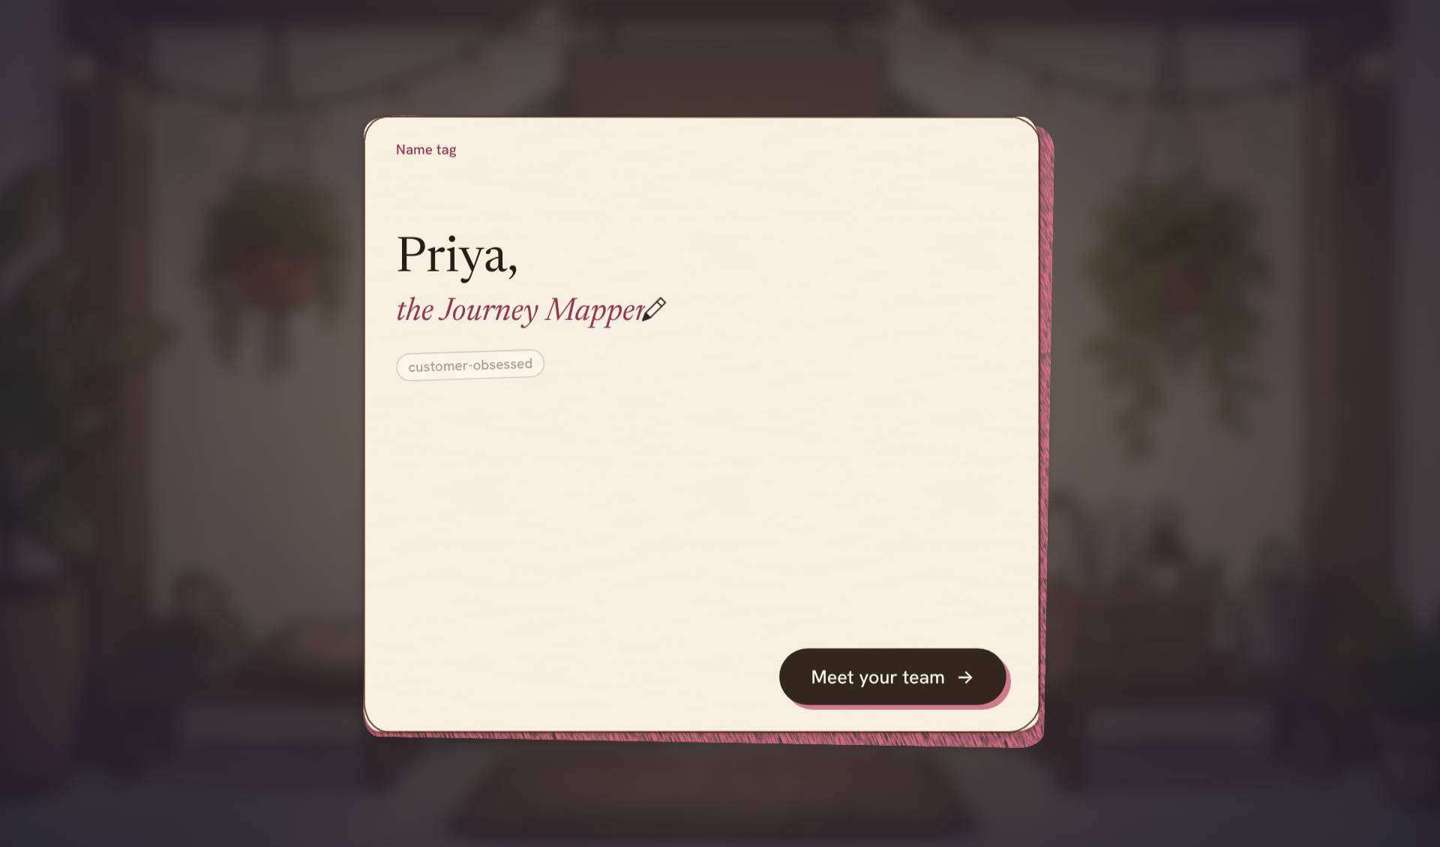 Name tag
Priya,
the Journey Mapper
customer-obsessed
Meet your team →